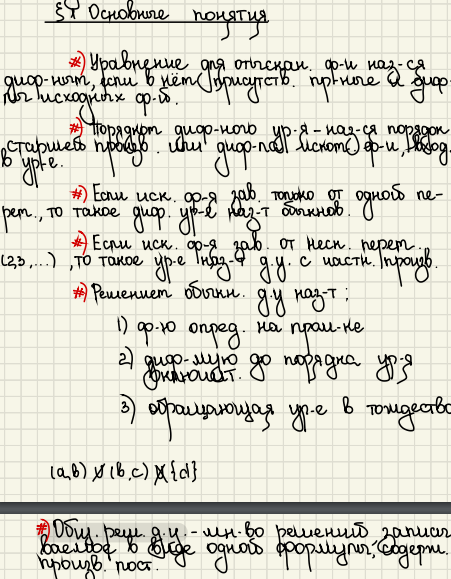 §1 Основные понятия
*) Уравнение для отыскан. ф-и наз-ся
диф-ным, если в нём присутств. пр-ные и диф-
лы исходных ф-й.
*) Порядком диф-ного ур-я - наз-ся порядок
старшей произв. или диф-ла искомой ф-и, вход.
в ур-е.
*) Если иск. ф-я зав. только от одной пе-
рем., то такое диф. ур-е наз-т обыкнов.
*) Если иск. ф-я зав. от неск. перем.
(2,3,...), то такое ур-е наз-т д.у. с частн. произв.
*) Решением обыкн. д.у наз-т:
1) ф-ю опред. на пром-ке
2) диф-мую до порядка ур-я
включит.
3) обращающая ур-е в тождество
(a,b) (b,c) {d}
*) Общ. реш. д.у. - мн-во решений записы
ваемое в виде одной формулы, содерж.
произв. пост.